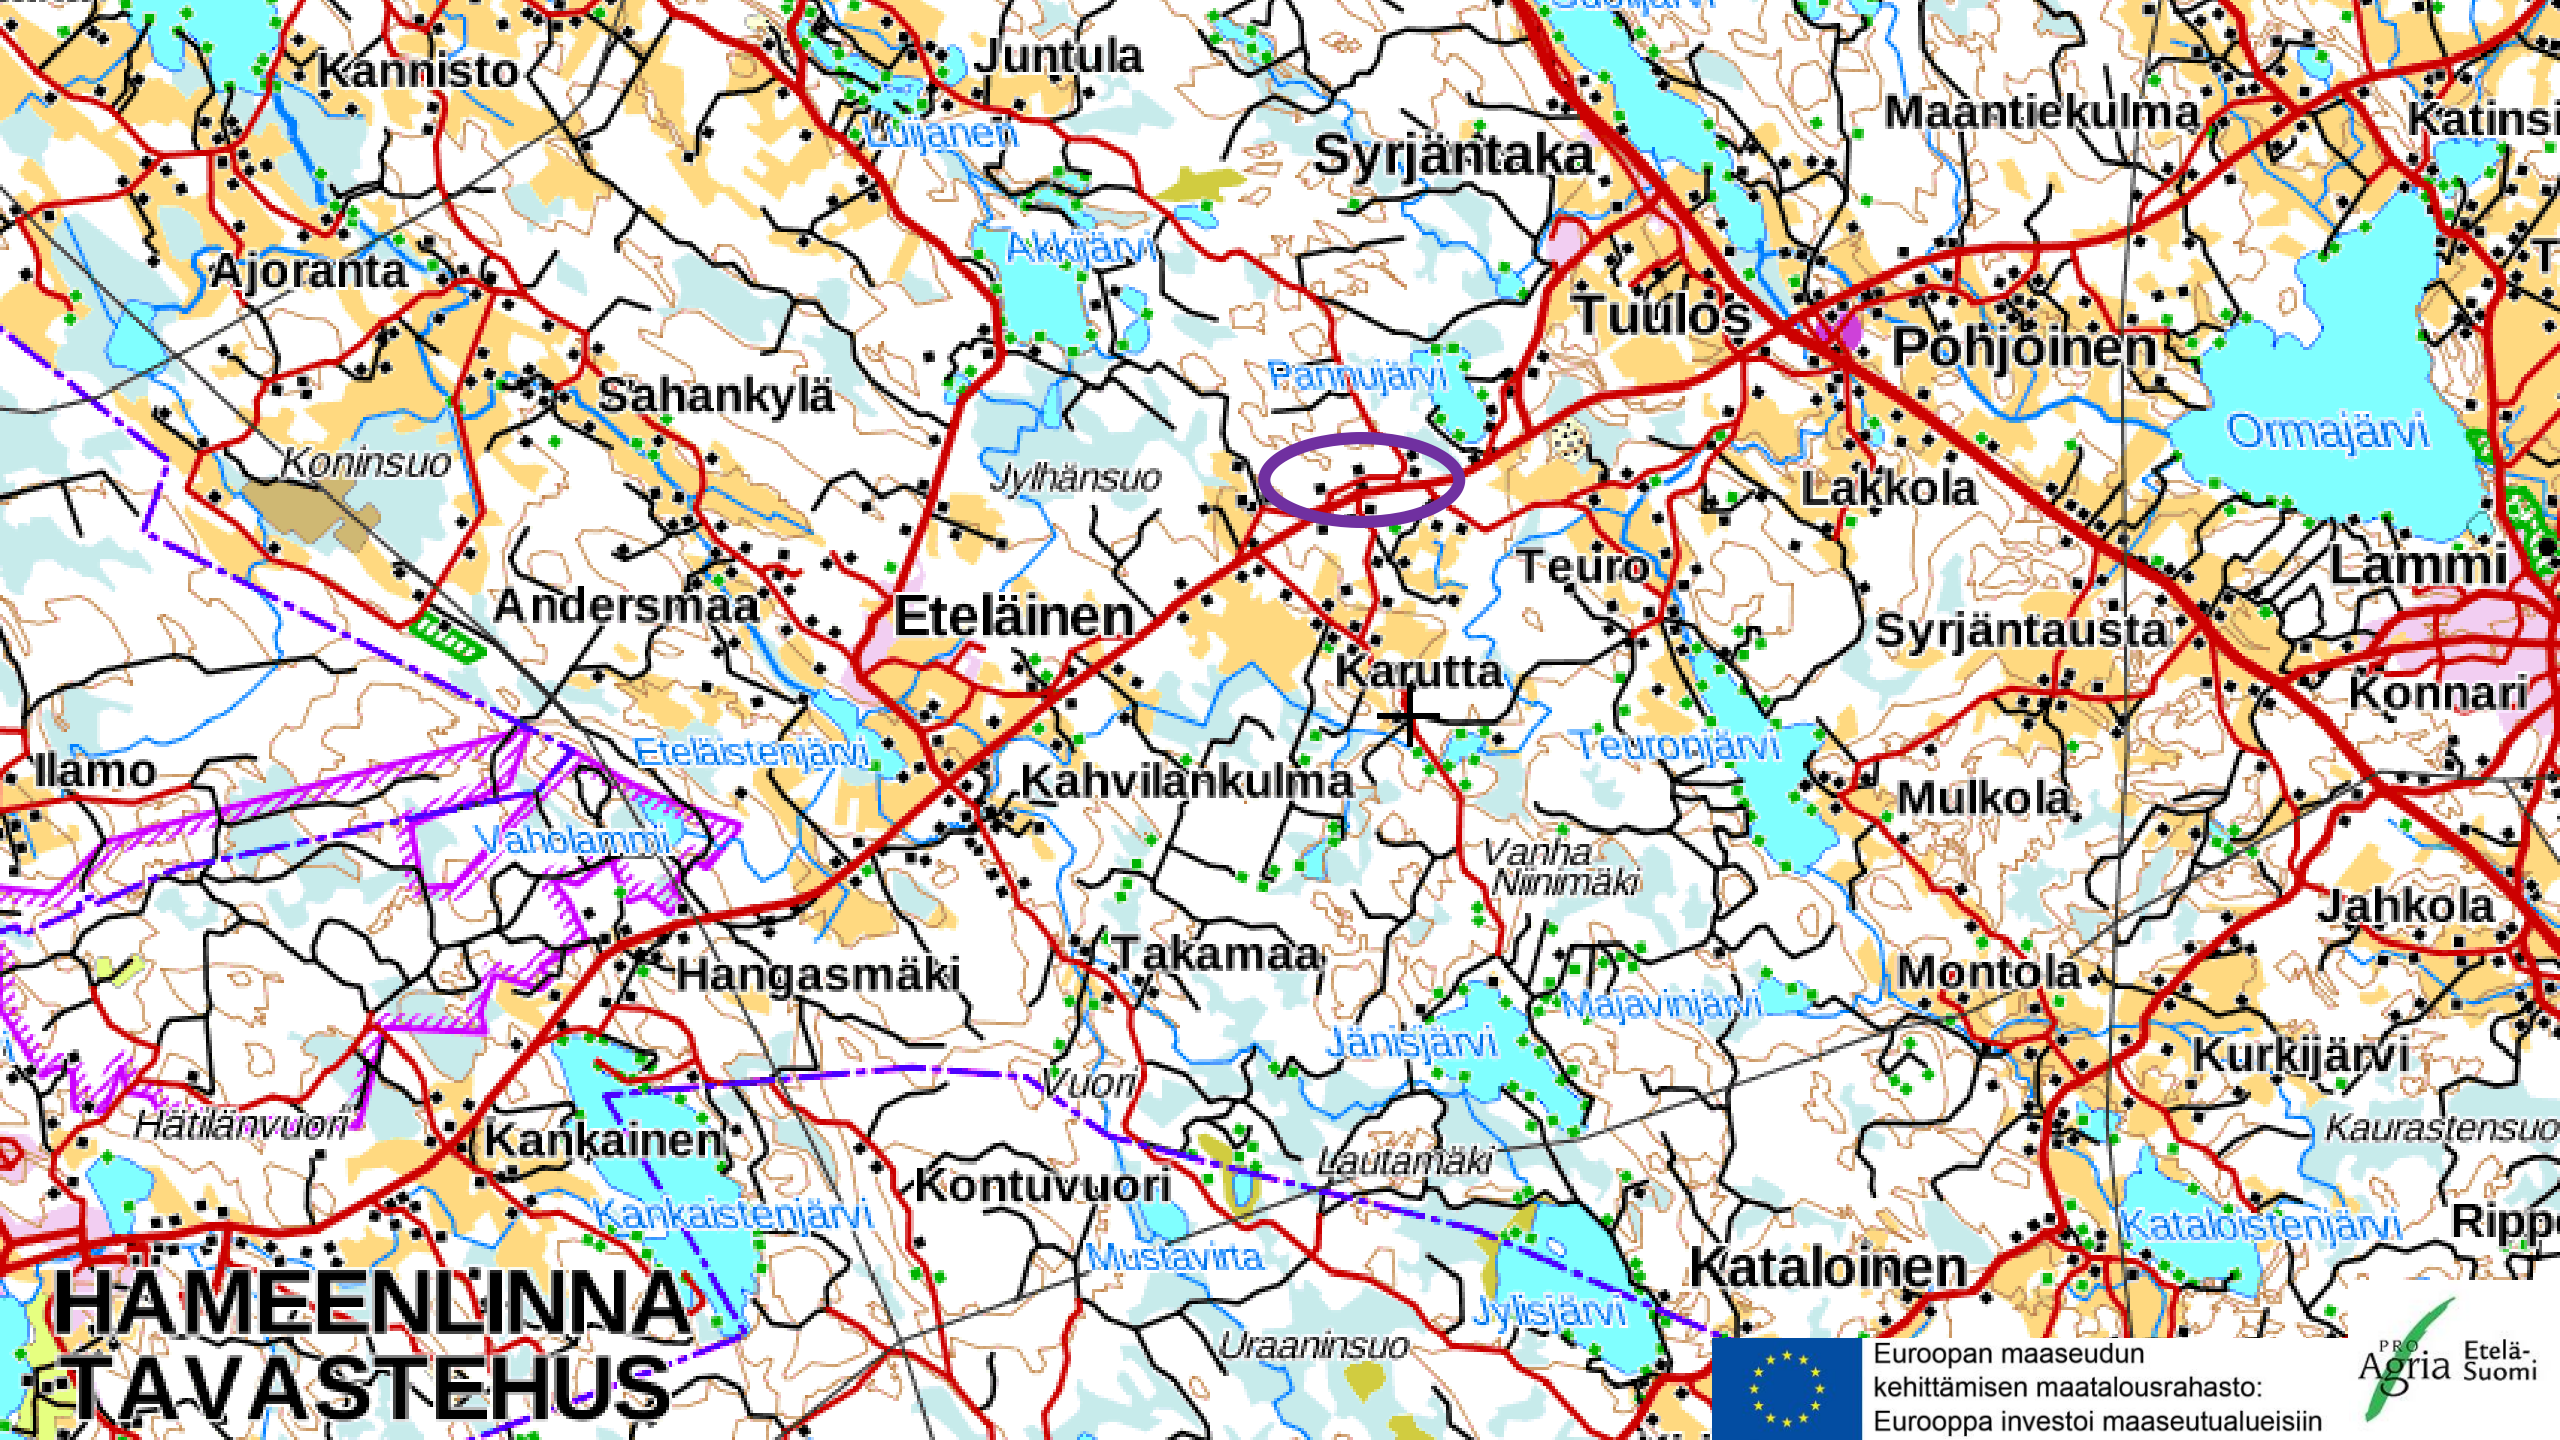 Suolijärvi
Kannisto
Juntula
Luijanen
Syrjäntaka
Maantiekulma
Akkijärvi
Ajoranta
Tuulos
Pohjoinen
Pannujärvi
Sahankylä
Ormajärvi
Koninsuo
Jylhänsuo
Lakkola
Teuro
Lammi
Andersmaa
Eteläinen
Syrjäntausta
Karutta
Konnari
Eteläistenjärvi
Teuronjärvi
Ilamo
Kahvilankulma
Mulkola
Vaholammi
Vanha
Niinimäki
Jahkola
Hangasmäki
Takamaa
Montola
Majavinjärvi
Jänisjärvi
Vuori
Kurkijärvi
Hätilänvuori
Kankainen
Kaurastensuo
Lautamäki
Kontuvuori
Kankaistenjärvi
Kataloistenjärvi
Mustavirta
Kataloinen
HÄMEENLINNA
TAVASTEHUS
Jylisjärvi
Uraaninsuo
Euroopan maaseudun
kehittämisen maatalousrahasto:
Eurooppa investoi maaseutualueisiin
PRO
Agria Etelä-
Suomi